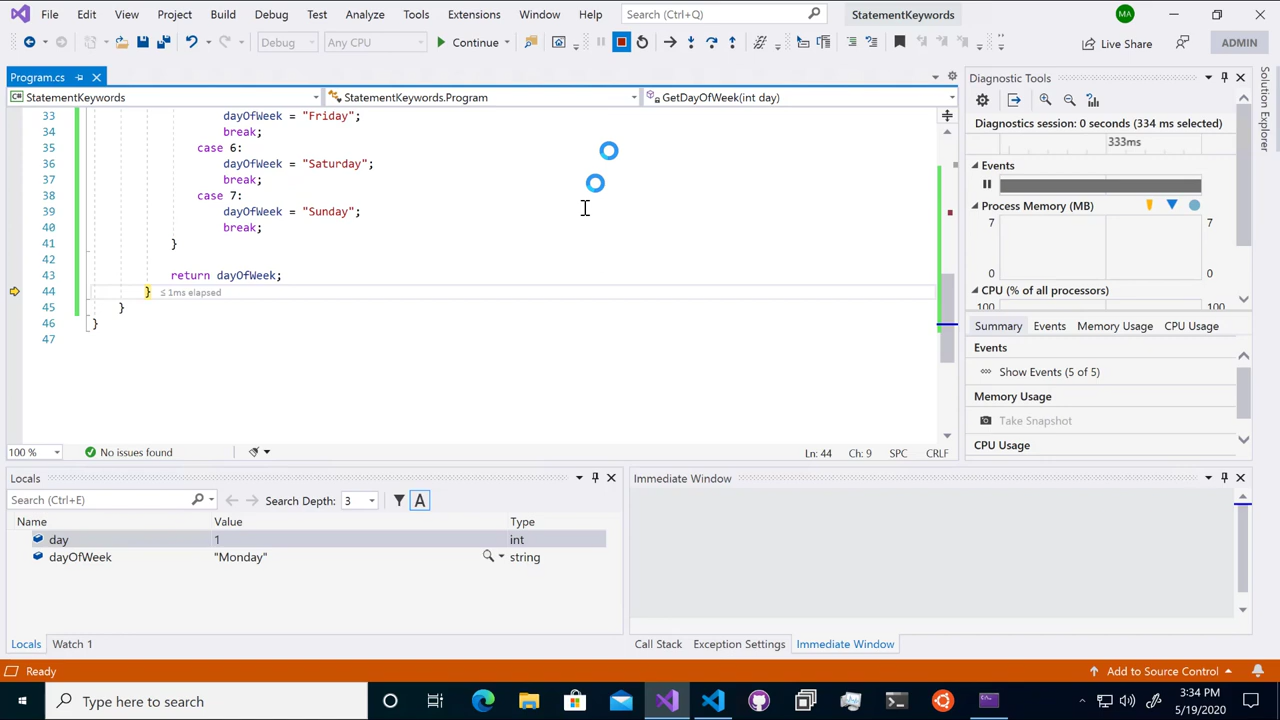 File Edit View Project Build Debug Test Analyze Tools Extensions Window Help Search (Ctrl+Q) StatementKeywords MA
Debug Any CPU Continue Live Share ADMIN
Program.cs
StatementKeywords StatementKeywords.Program GetDayOfWeek(int day)
33 dayOfWeek = "Friday";
34 break;
35 case 6:
36 dayOfWeek = "Saturday";
37 break;
38 case 7:
39 dayOfWeek = "Sunday";
40 break;
41 }
42
43 return dayOfWeek;
44 } ≤ 1ms elapsed
45 }
46 }
47
100 % No issues found Ln: 44 Ch: 9 SPC CRLF
Diagnostic Tools
Diagnostics session: 0 seconds (334 ms selected)
333ms
Events
Process Memory (MB)
7 7
0 0
CPU (% of all processors)
100 100
Summary Events Memory Usage CPU Usage
Events
Show Events (5 of 5)
Memory Usage
Take Snapshot
CPU Usage
Solution Explorer
Locals
Search (Ctrl+E) Search Depth: 3 A
Name Value Type
day 1 int
dayOfWeek "Monday" string
Locals Watch 1
Immediate Window
Call Stack Exception Settings Immediate Window
Ready Add to Source Control
Type here to search
3:34 PM
5/19/2020